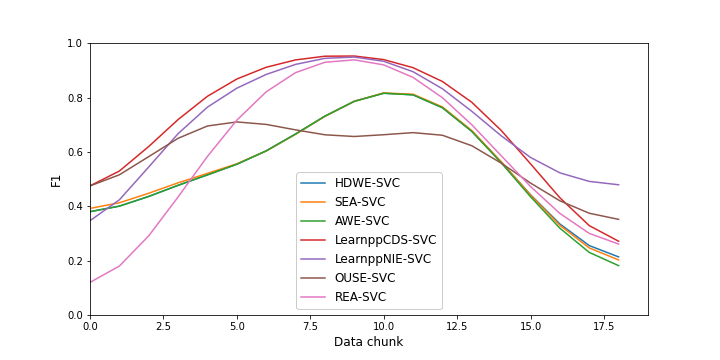 1.0
0.8
0.6
0.4
0.2
0.0
F1
0.0 2.5 5.0 7.5 10.0 12.5 15.0 17.5
Data chunk
HDWE-SVC
SEA-SVC
AWE-SVC
LearnppCDS-SVC
LearnppNIE-SVC
OUSE-SVC
REA-SVC